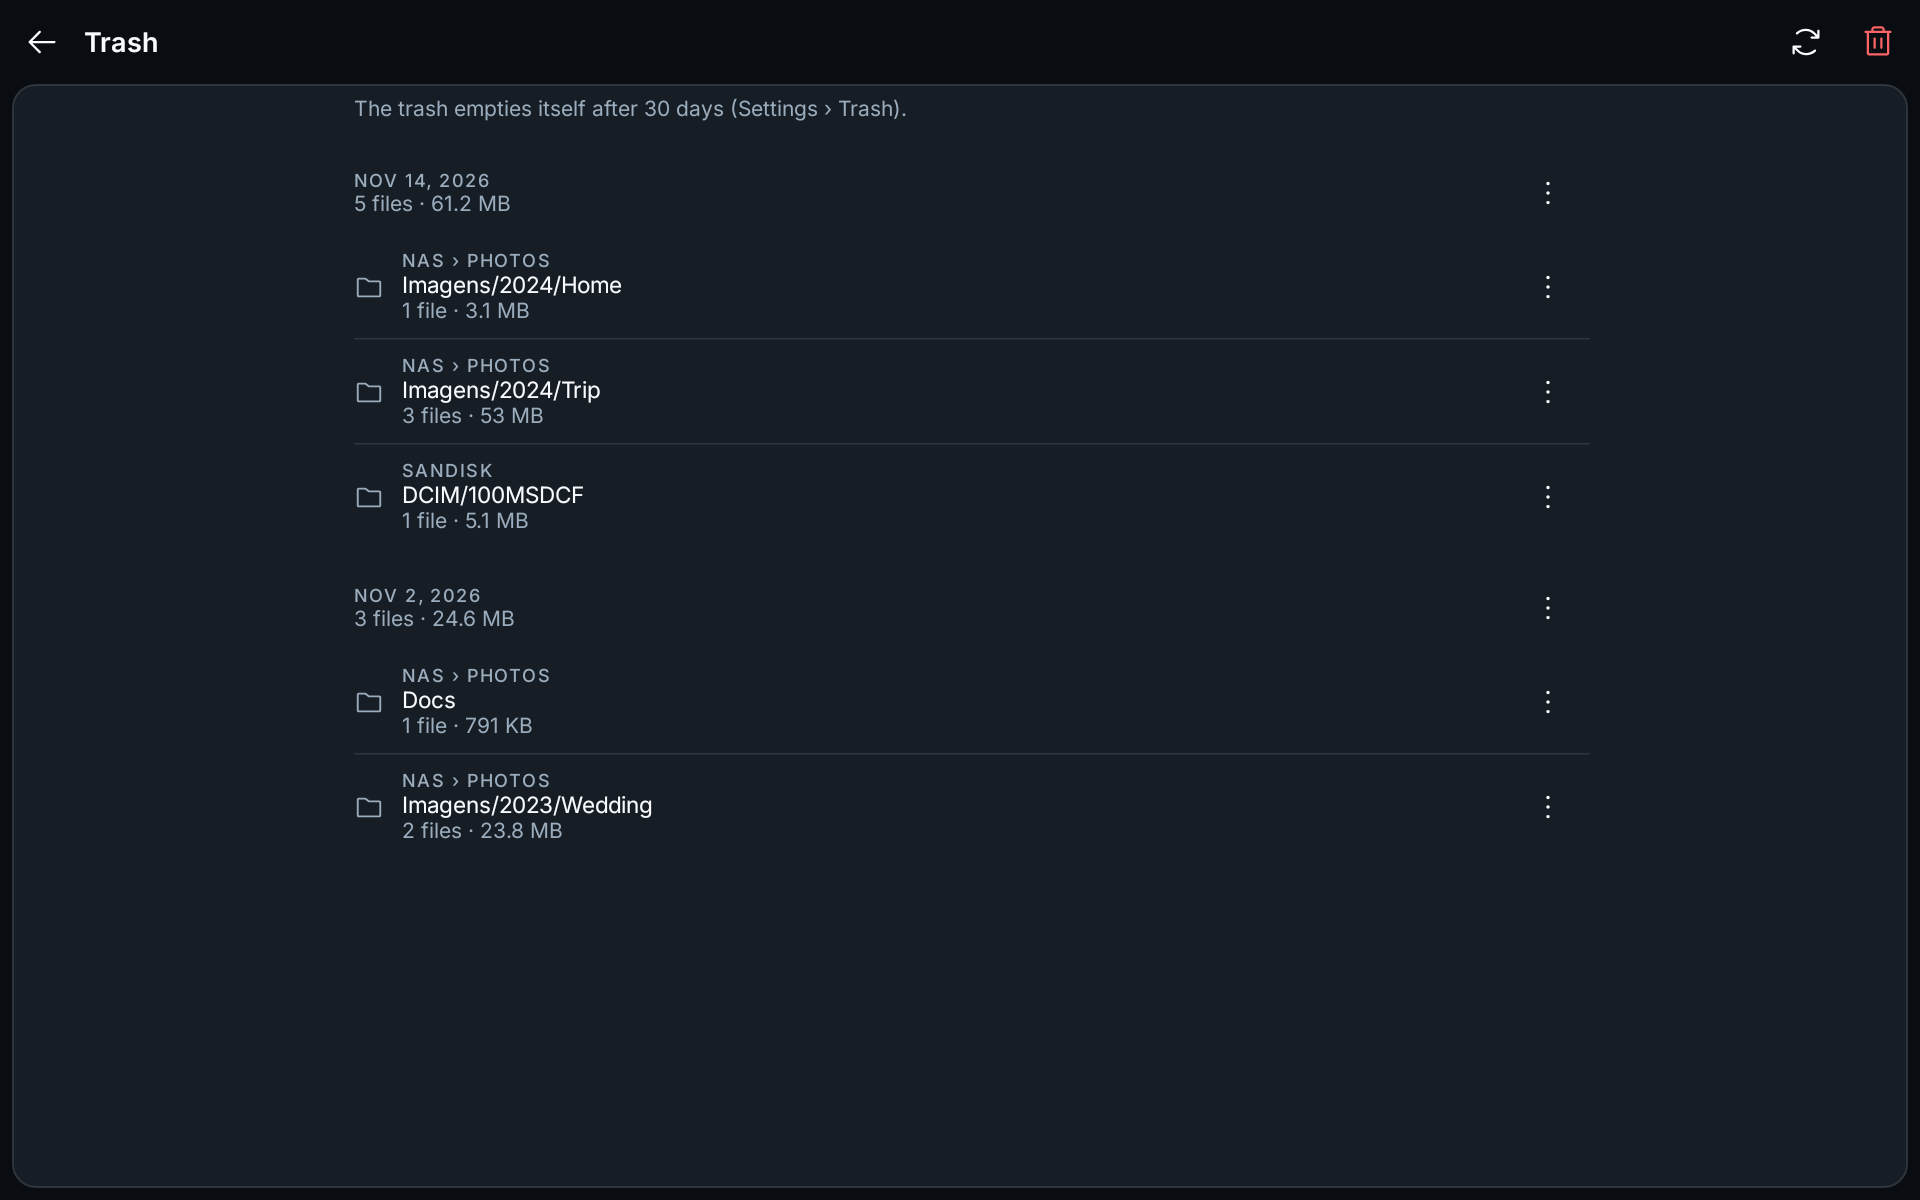 Trash
The trash empties itself after 30 days (Settings › Trash).
NOV 14, 2026
5 files · 61.2 MB
NAS › PHOTOS
Imagens/2024/Home
1 file · 3.1 MB
NAS › PHOTOS
Imagens/2024/Trip
3 files · 53 MB
SANDISK
DCIM/100MSDCF
1 file · 5.1 MB
NOV 2, 2026
3 files · 24.6 MB
NAS › PHOTOS
Docs
1 file · 791 KB
NAS › PHOTOS
Imagens/2023/Wedding
2 files · 23.8 MB